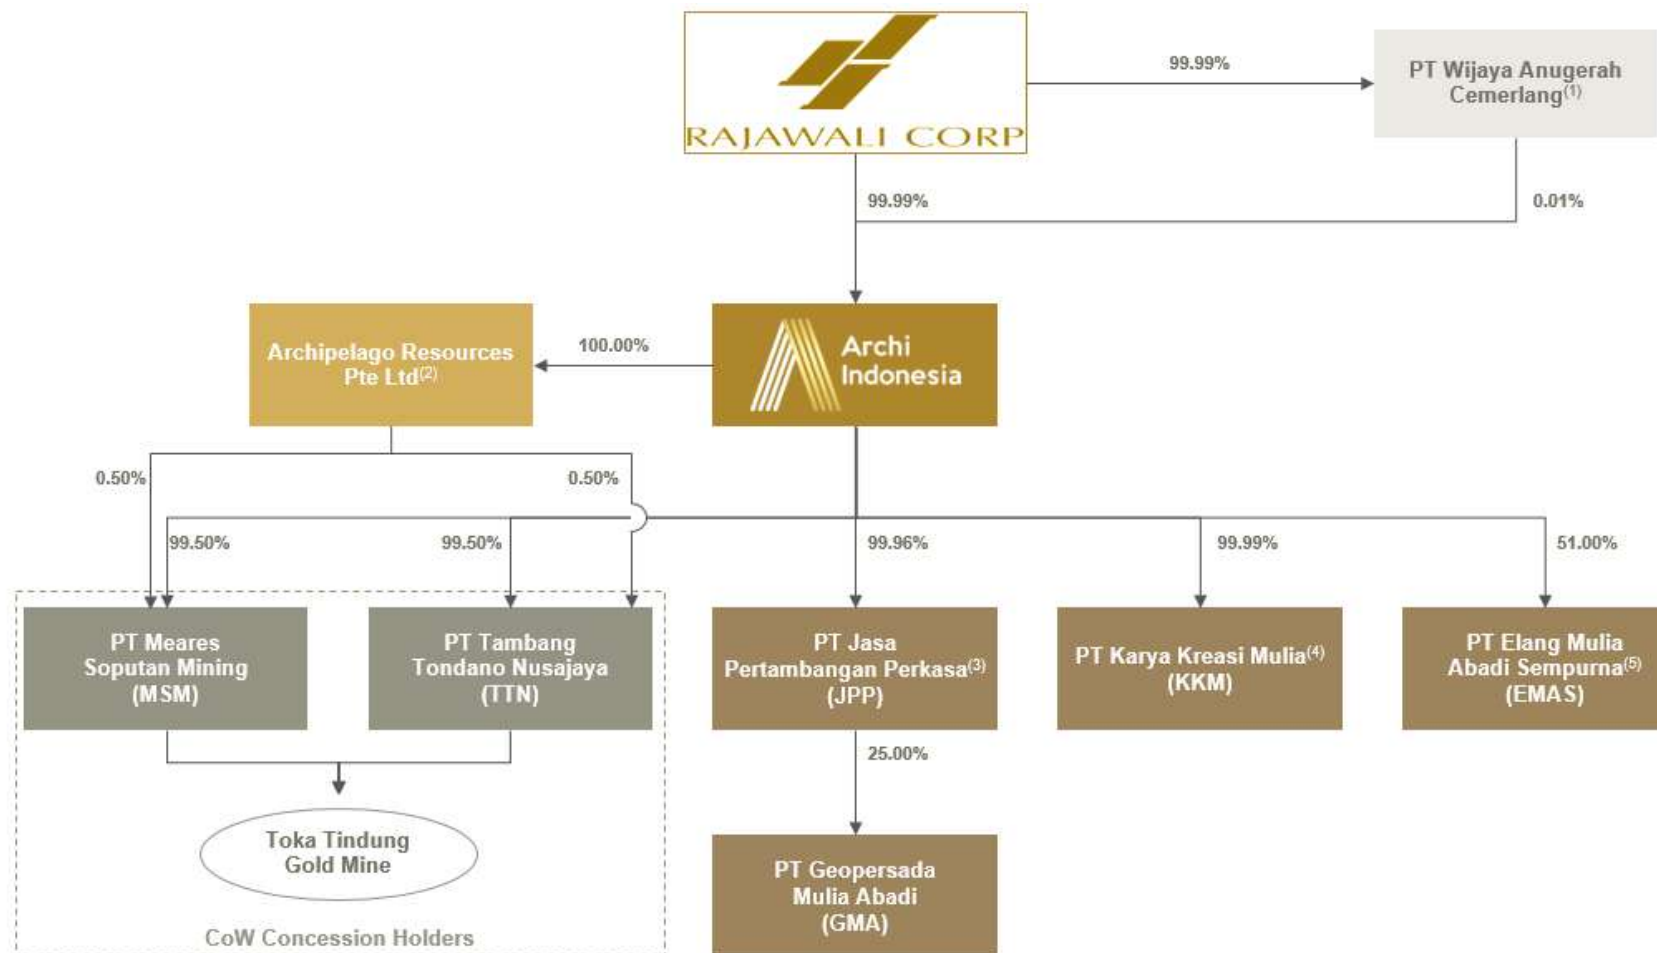 99.99%
PT Wijaya Anugerah
Cemerlang(1)
RAJAWALI CORP
99.99%
0.01%
Archipelago Resources
Pte Ltd(2)
100.00%
Archi
Indonesia
0.50%
0.50%
99.50%
99.50%
99.96%
99.99%
51.00%
PT Meares
Soputan Mining
(MSM)
PT Tambang
Tondano Nusajaya
(TTN)
PT Jasa
Pertambangan Perkasa(3)
(JPP)
PT Karya Kreasi Mulia(4)
(KKM)
PT Elang Mulia
Abadi Sempurna(5)
(EMAS)
25.00%
Toka Tindung
Gold Mine
PT Geopersada
Mulia Abadi
(GMA)
CoW Concession Holders